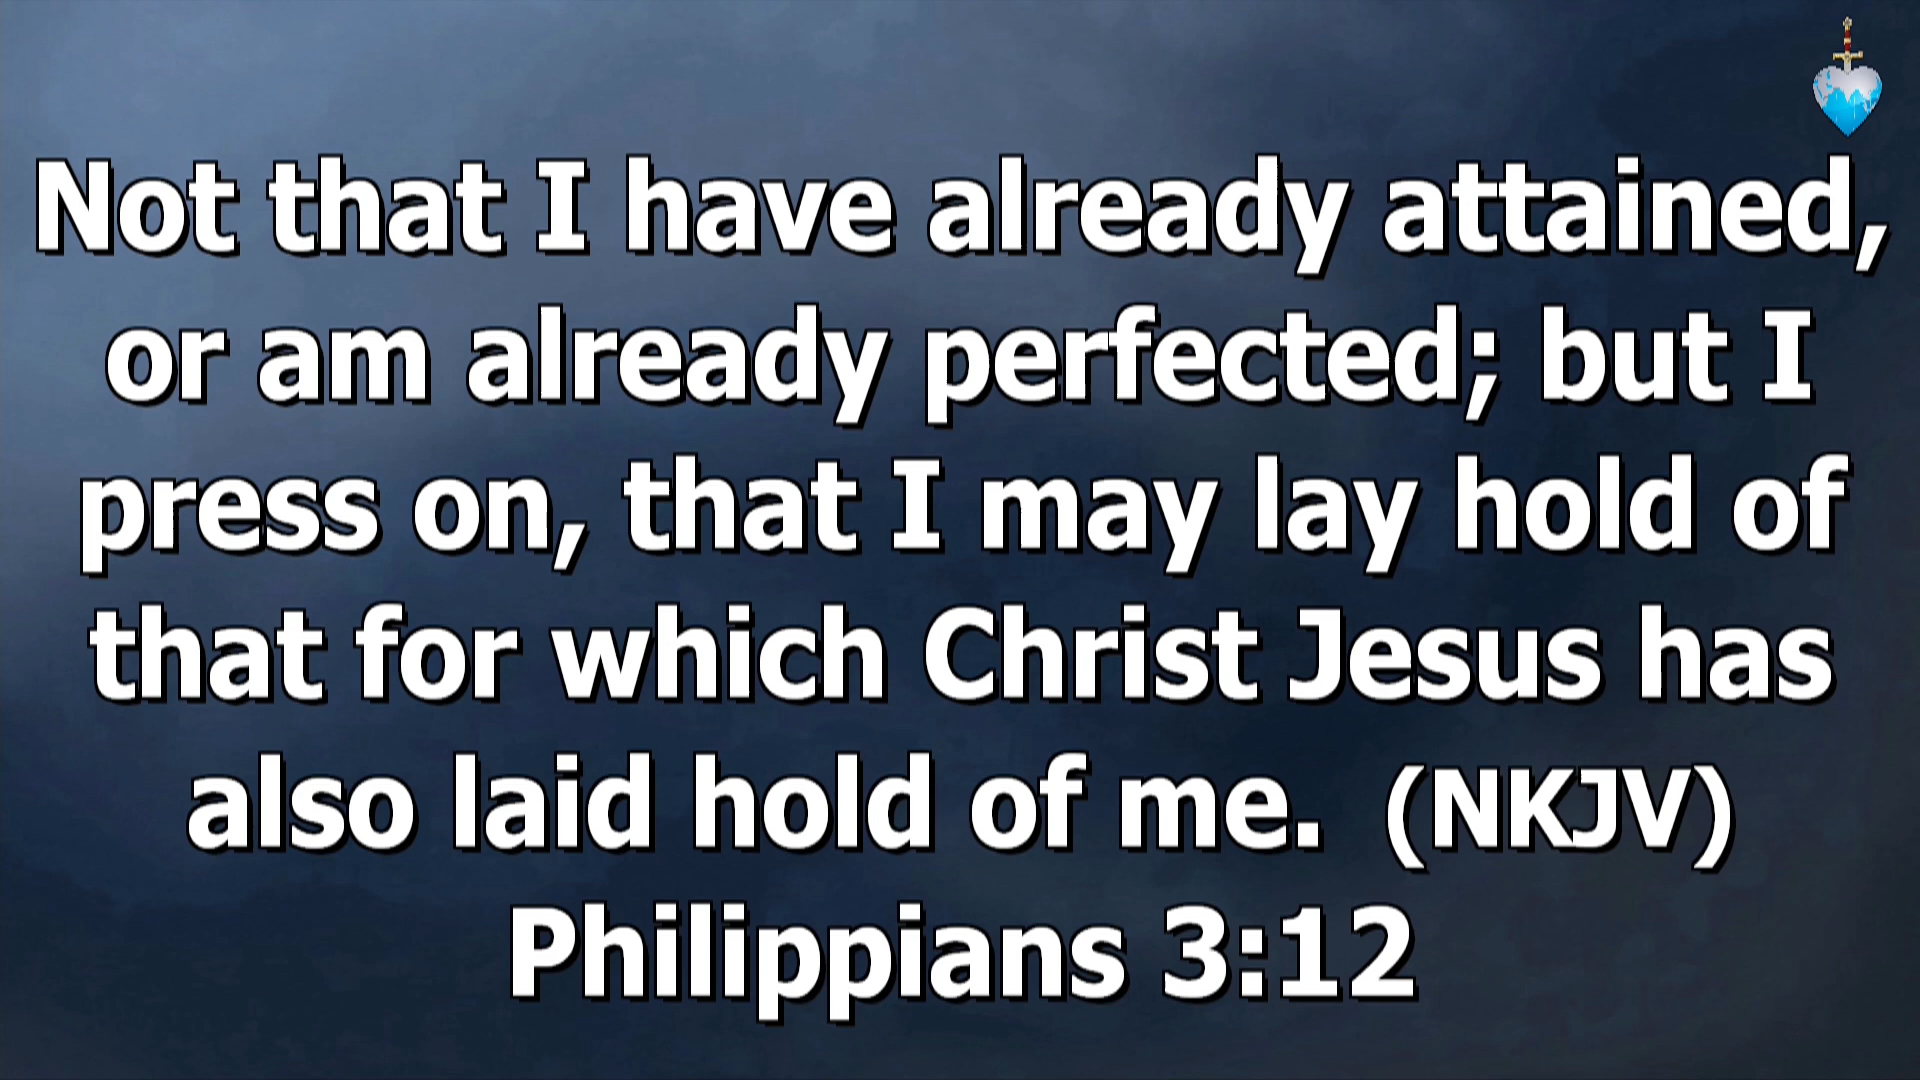 Not that I have already attained,
or am already perfected; but I
press on, that I may lay hold of
that for which Christ Jesus has
also laid hold of me.  (NKJV)
Philippians 3:12